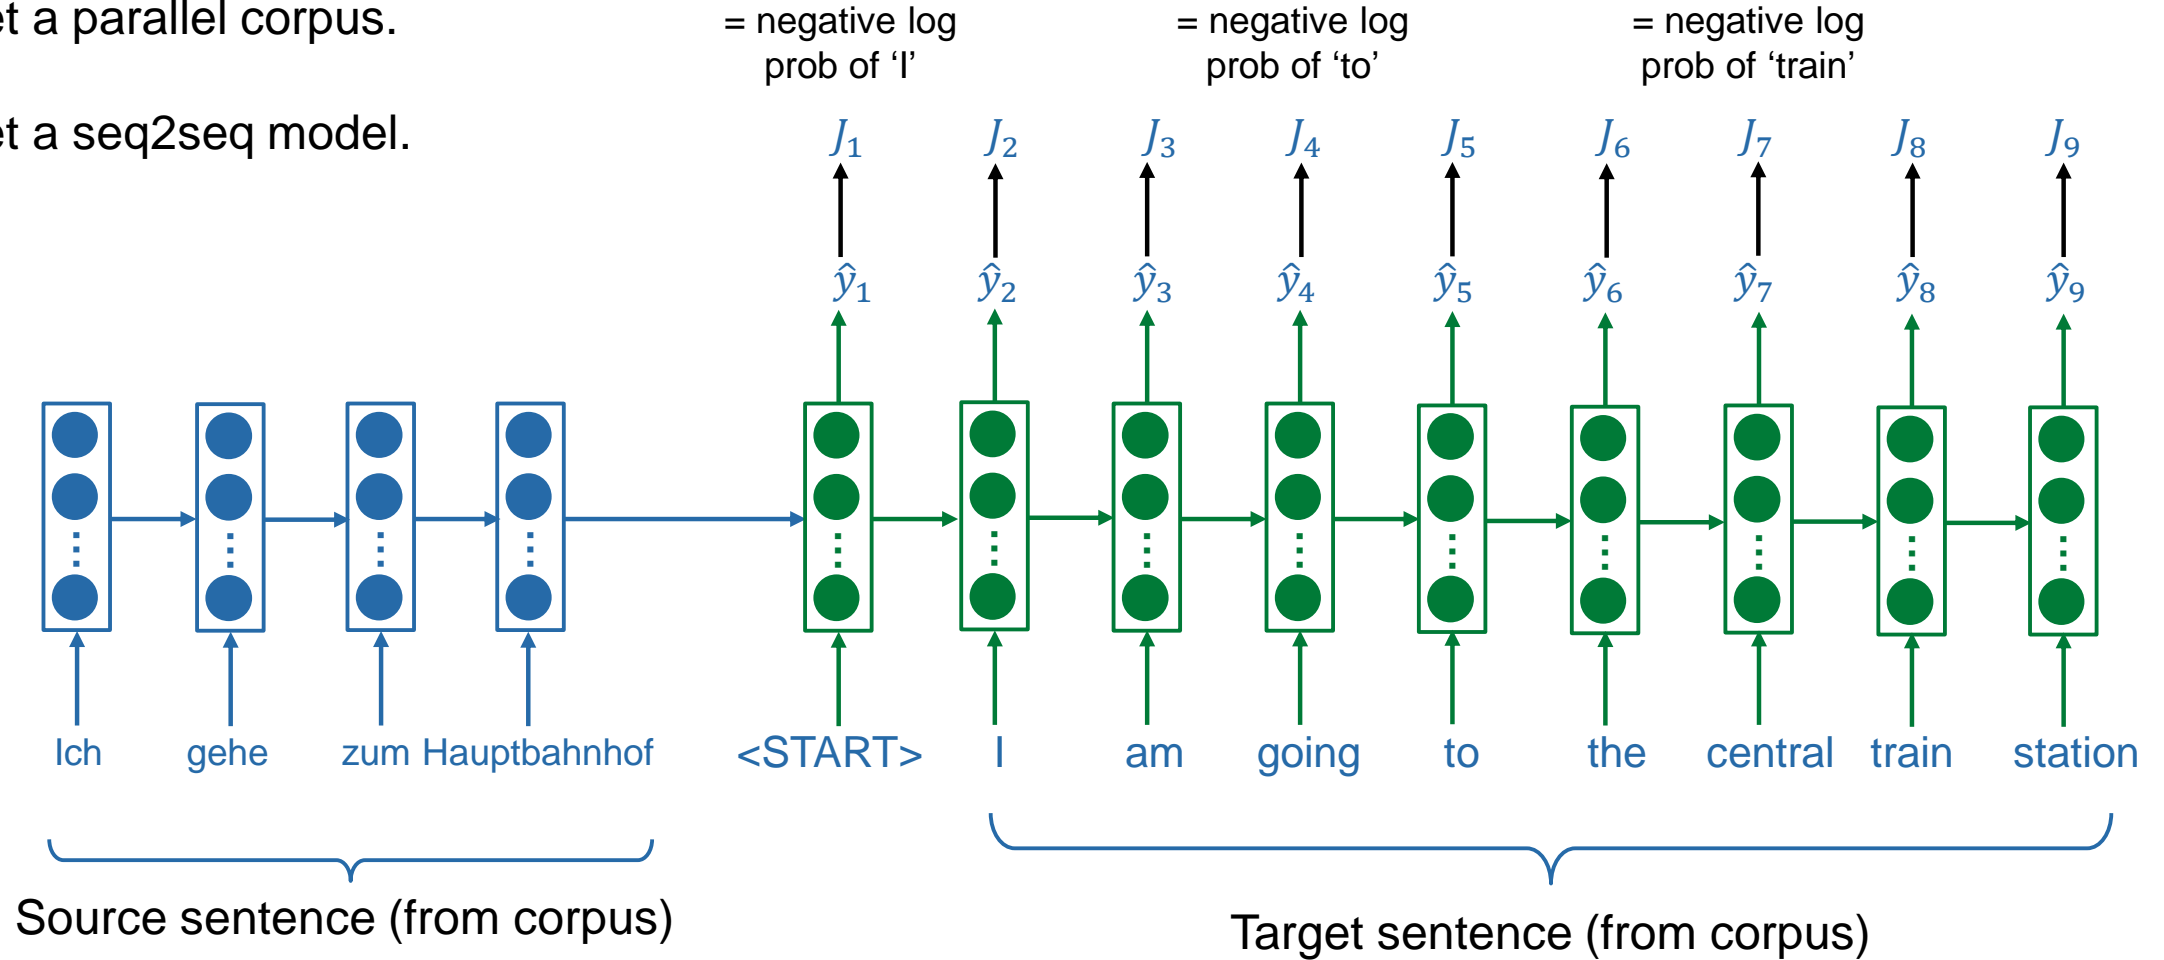 et a parallel corpus.
et a seq2seq model.
= negative log
prob of ‘I’
= negative log
prob of ‘to’
= negative log
prob of ‘train’
J₁ J₂ J₃ J₄ J₅ J₆ J₇ J₈ J₉
ŷ₁ ŷ₂ ŷ₃ ŷ₄ ŷ₅ ŷ₆ ŷ₇ ŷ₈ ŷ₉
Ich gehe zum Hauptbahnhof <START> I am going to the central train station
Source sentence (from corpus)
Target sentence (from corpus)